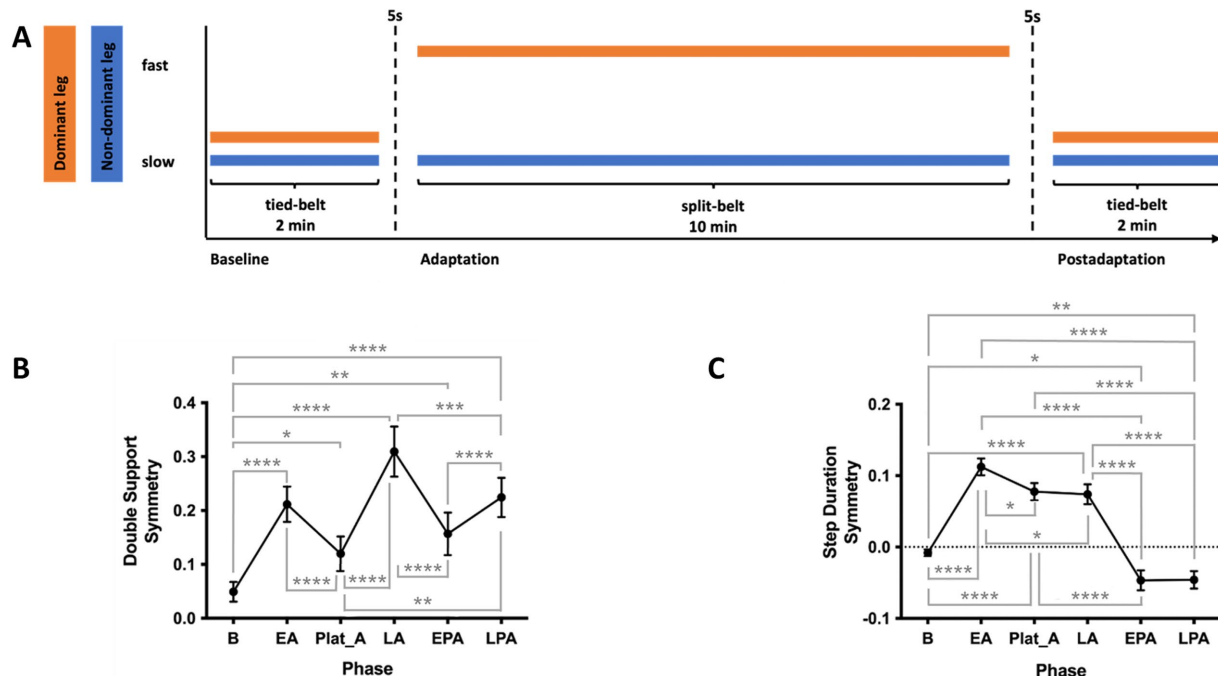 A
Dominant leg
Non-dominant leg
fast
slow
5s
5s
tied-belt
2 min
split-belt
10 min
tied-belt
2 min
Baseline
Adaptation
Postadaptation
B
****
**
****
***
*
****
****
****
****
****
**
Double Support
Symmetry
0.4
0.3
0.2
0.1
0.0
B EA Plat_A LA EPA LPA
Phase
C
**
****
*
****
****
****
****
****
*
*
****
****
****
Step Duration
Symmetry
0.2
0.1
0.0
-0.1
B EA Plat_A LA EPA LPA
Phase